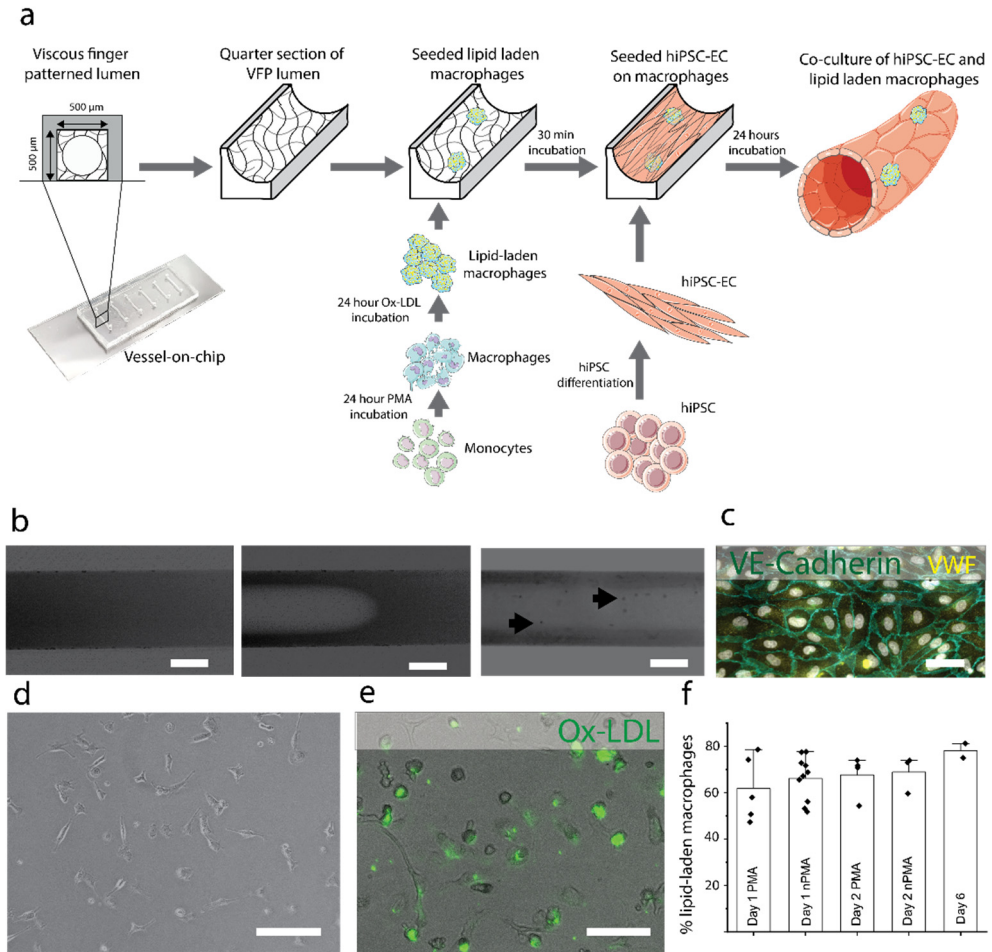 a
Viscous finger
patterned lumen
500 µm
500 µm
Vessel-on-chip
Quarter section of
VFP lumen
Seeded lipid laden
macrophages
30 min
incubation
Seeded hiPSC-EC
on macrophages
24 hours
incubation
Co-culture of hiPSC-EC and
lipid laden macrophages
Lipid-laden
macrophages
24 hour Ox-LDL
incubation
Macrophages
24 hour PMA
incubation
Monocytes
hiPSC-EC
hiPSC
differentiation
hiPSC
b
c
VE-Cadherin
VWF
d
e
Ox-LDL
f
% lipid-laden macrophages
80
60
40
20
Day 1 PMA
Day 1 nPMA
Day 2 PMA
Day 2 nPMA
Day 6